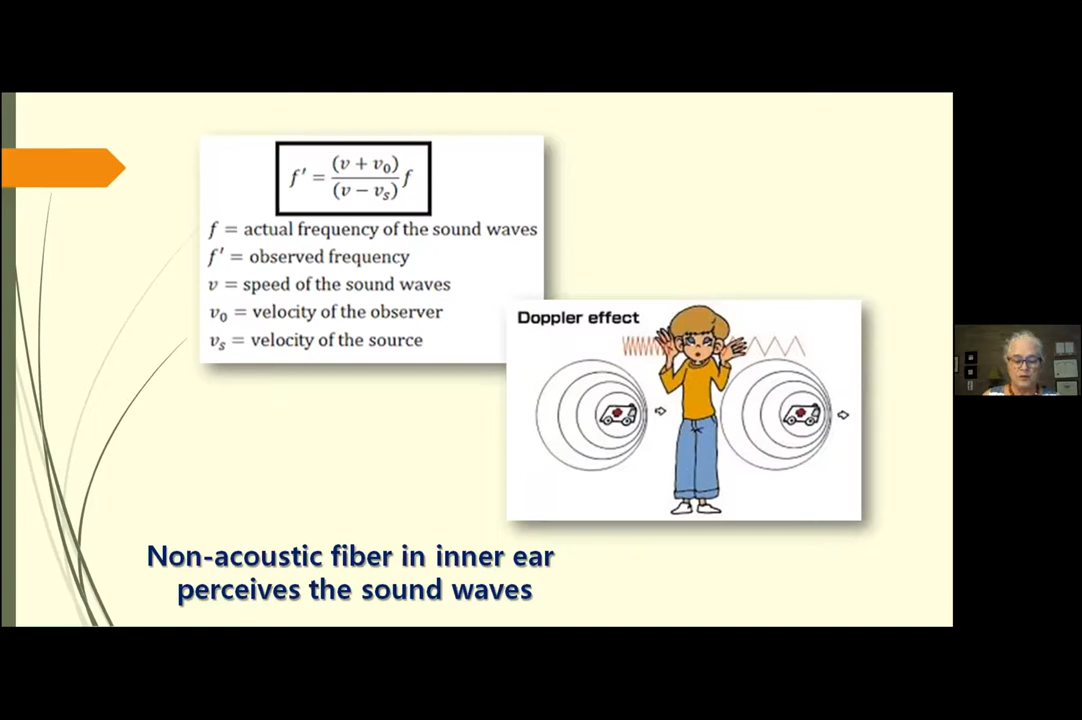 f′ = (v + v₀)/(v − vₛ) f
f = actual frequency of the sound waves
f′ = observed frequency
v = speed of the sound waves
v₀ = velocity of the observer
vₛ = velocity of the source
Doppler effect
Non-acoustic fiber in inner ear
perceives the sound waves